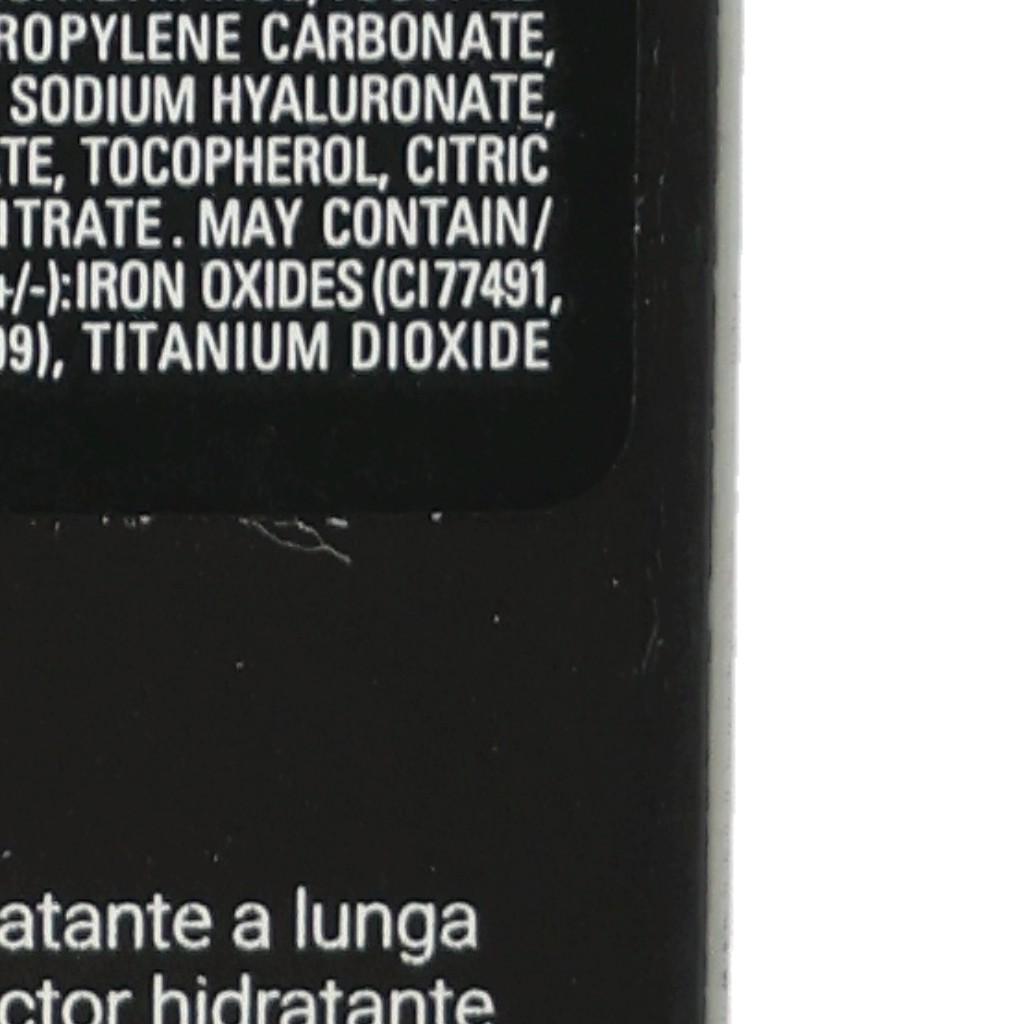 ROPYLENE CARBONATE,
SODIUM HYALURONATE,
TE, TOCOPHEROL, CITRIC
ITRATE. MAY CONTAIN/
+/-):IRON OXIDES(CI77491,
9), TITANIUM DIOXIDE
atante a lunga
ctor hidratante